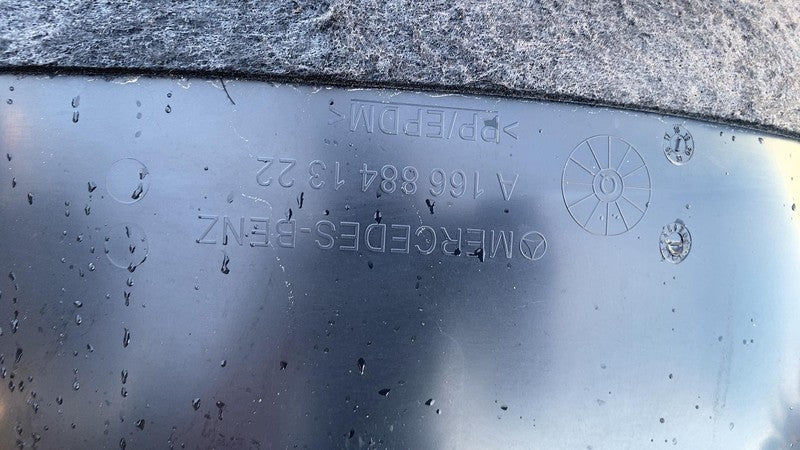 MERCEDES-BENZ
A 166 884 13 22
>PP/EPDM<